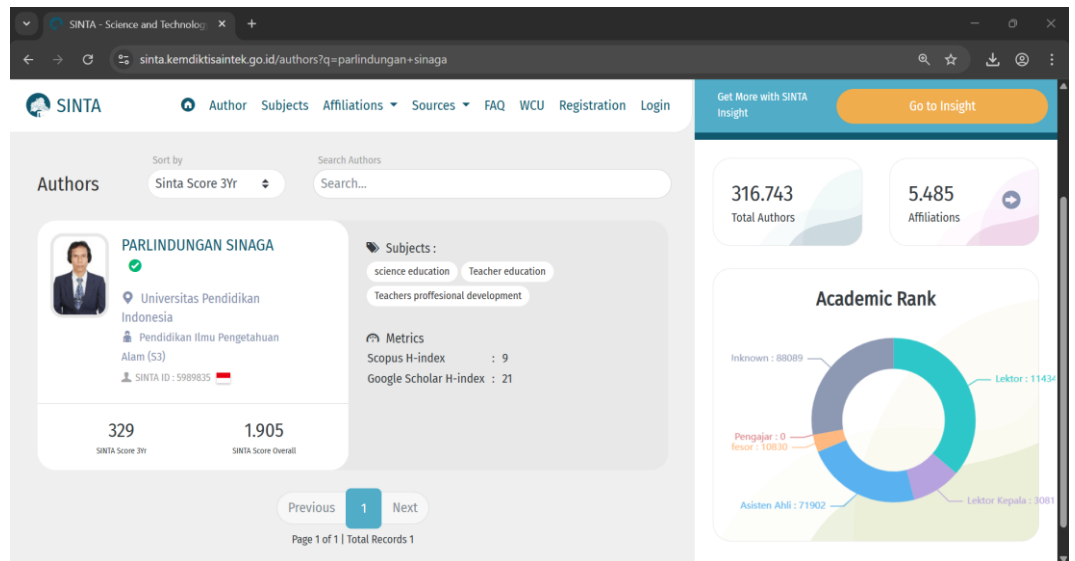 SINTA - Science and Technolog
sinta.kemdiktisaintek.go.id/authors?q=parlindungan+sinaga
SINTA
Author Subjects Affiliations Sources FAQ WCU Registration Login
Get More with SINTA
Insight
Go to Insight
Authors
Sort by
Sinta Score 3Yr
Search Authors
Search...
PARLINDUNGAN SINAGA
Universitas Pendidikan
Indonesia
Pendidikan Ilmu Pengetahuan
Alam (S3)
SINTA ID : 5989835
329
SINTA Score 3Yr
1.905
SINTA Score Overall
Subjects :
science education Teacher education
Teachers proffesional development
Metrics
Scopus H-index : 9
Google Scholar H-index : 21
Previous 1 Next
Page 1 of 1 | Total Records 1
316.743
Total Authors
5.485
Affiliations
Academic Rank
Inknown : 88089
Lektor : 11434
Pengajar : 0
fesor : 10830
Asisten Ahli : 71902
Lektor Kepala : 3081